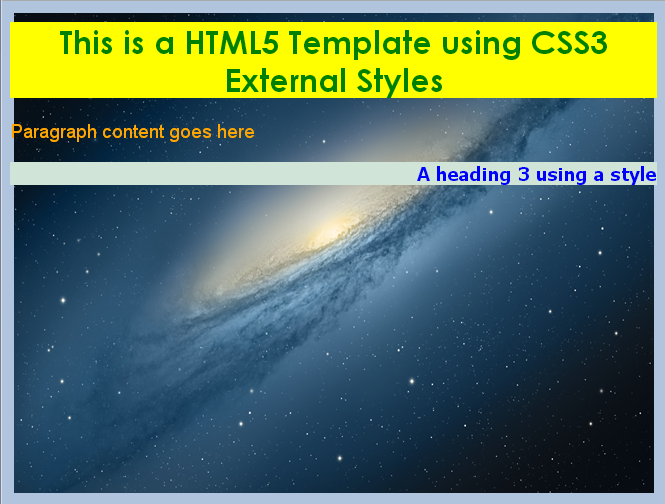 This is a HTML5 Template using CSS3
External Styles
Paragraph content goes here
A heading 3 using a style